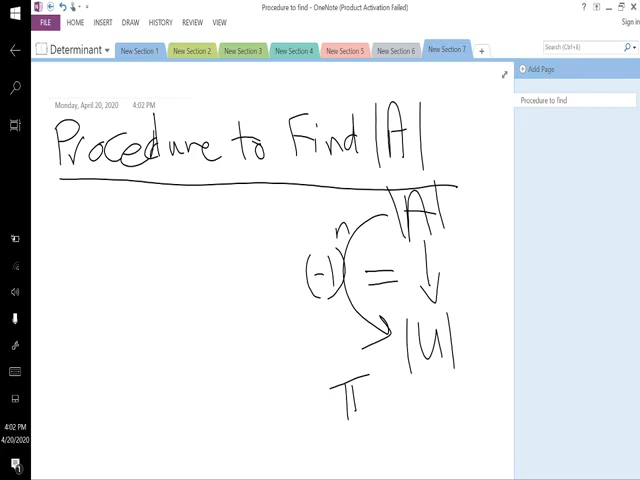 Procedure to find - OneNote (Product Activation Failed)
FILE HOME INSERT DRAW HISTORY REVIEW VIEW
Sign in
Determinant New Section 1 New Section 2 New Section 3 New Section 4 New Section 5 New Section 6 New Section 7
Search (Ctrl+E)
Add Page
Procedure to find
Monday, April 20, 2020 4:02 PM
Procedure to Find |A|
|A|
n
(-1) = ↓
|U|
π
4:02 PM
4/20/2020